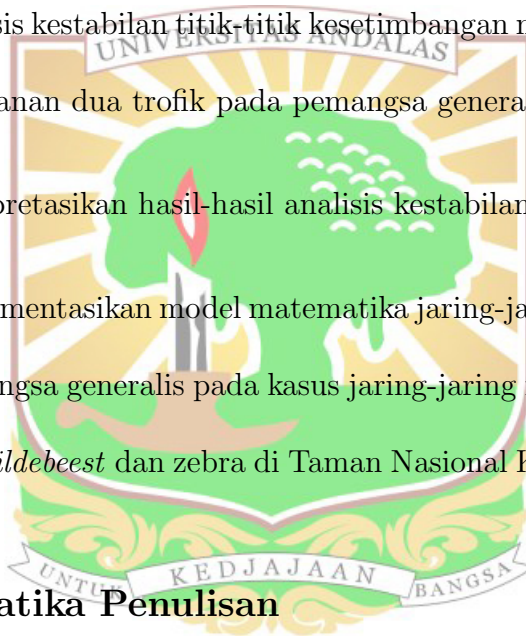 sis kestabilan titik-titik kesetimbangan
UNIVERSITAS ANDALAS
anan dua trofik pada pemangsa genera
pretasikan hasil-hasil analisis kestabilan
mentasikan model matematika jaring-ja
ngsa generalis pada kasus jaring-jaring
ildebeest dan zebra di Taman Nasional
UNTUK KEDJAJAAN BANGSA
atika Penulisan